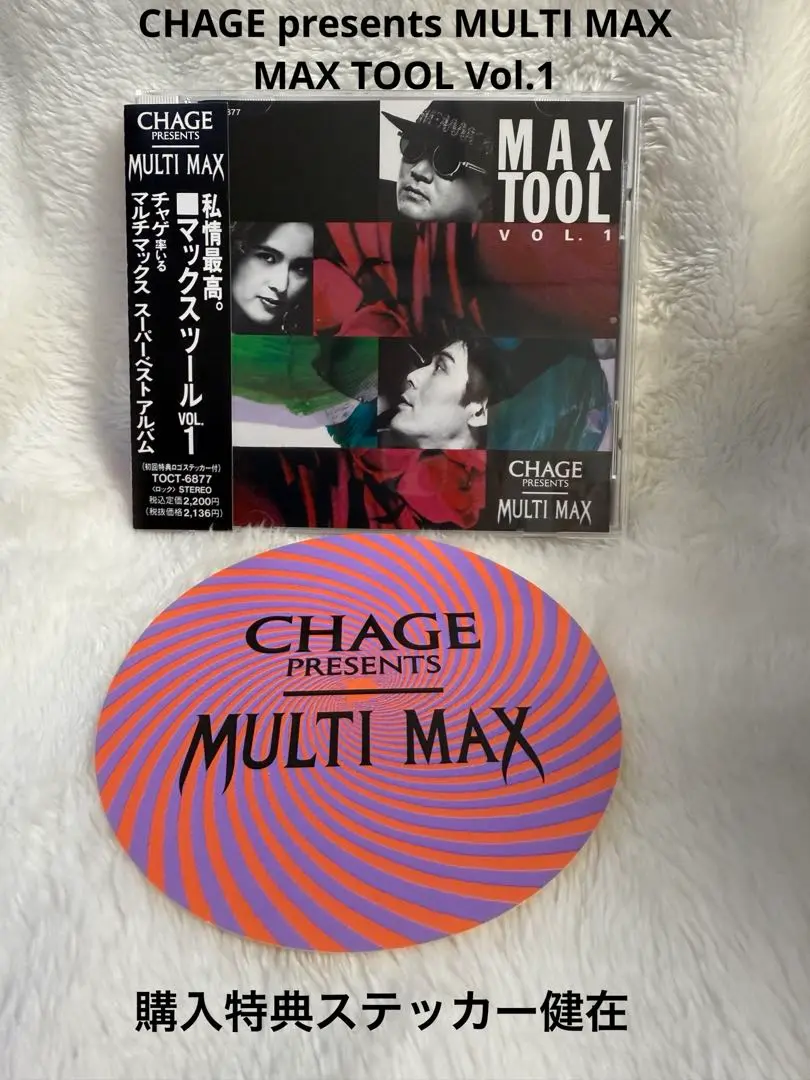 CHAGE presents MULTI MAX
MAX TOOL Vol.1
CHAGE
PRESENTS
MULTI MAX
私情最高。
■マックスツール VOL.1
チャゲ率いる
マルチマックス スーパーベストアルバム
(初回特典ロゴステッカー付)
TOCT-6877
〈ロック〉STEREO
税込定価2,200円
(税抜価格2,136円)
877
MAX
TOOL
VOL.1
CHAGE
PRESENTS
MULTI MAX
CHAGE
PRESENTS
MULTI MAX
購入特典ステッカー健在